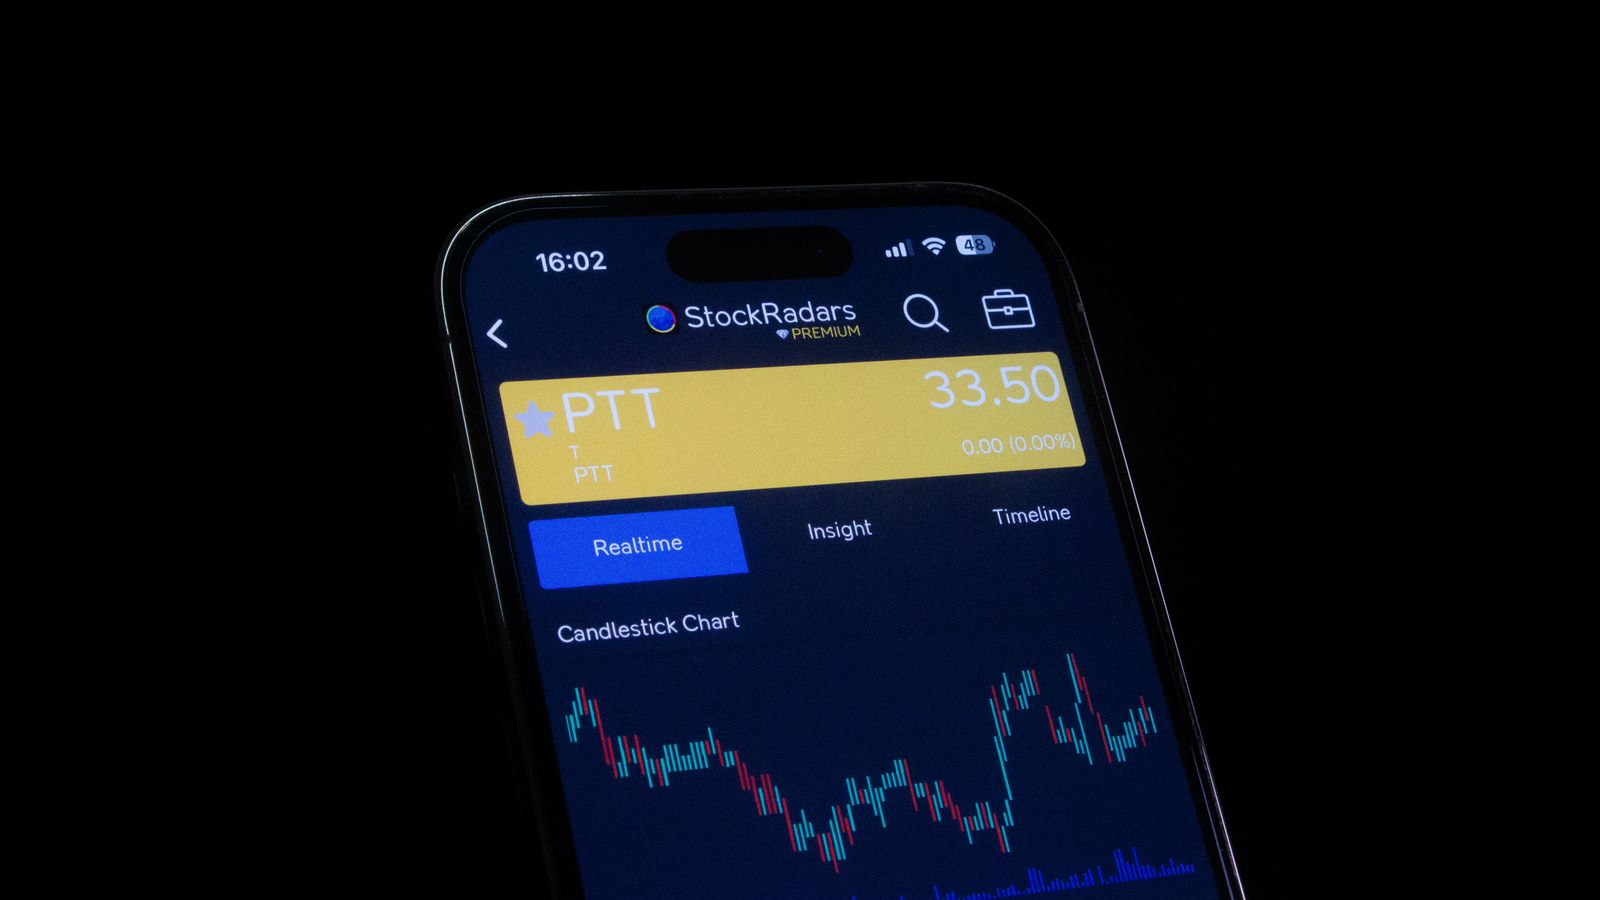 16:02
48
StockRadars
PREMIUM
PTT
33.50
T
0.00 (0.00%)
PTT
Realtime
Insight
Timeline
Candlestick Chart